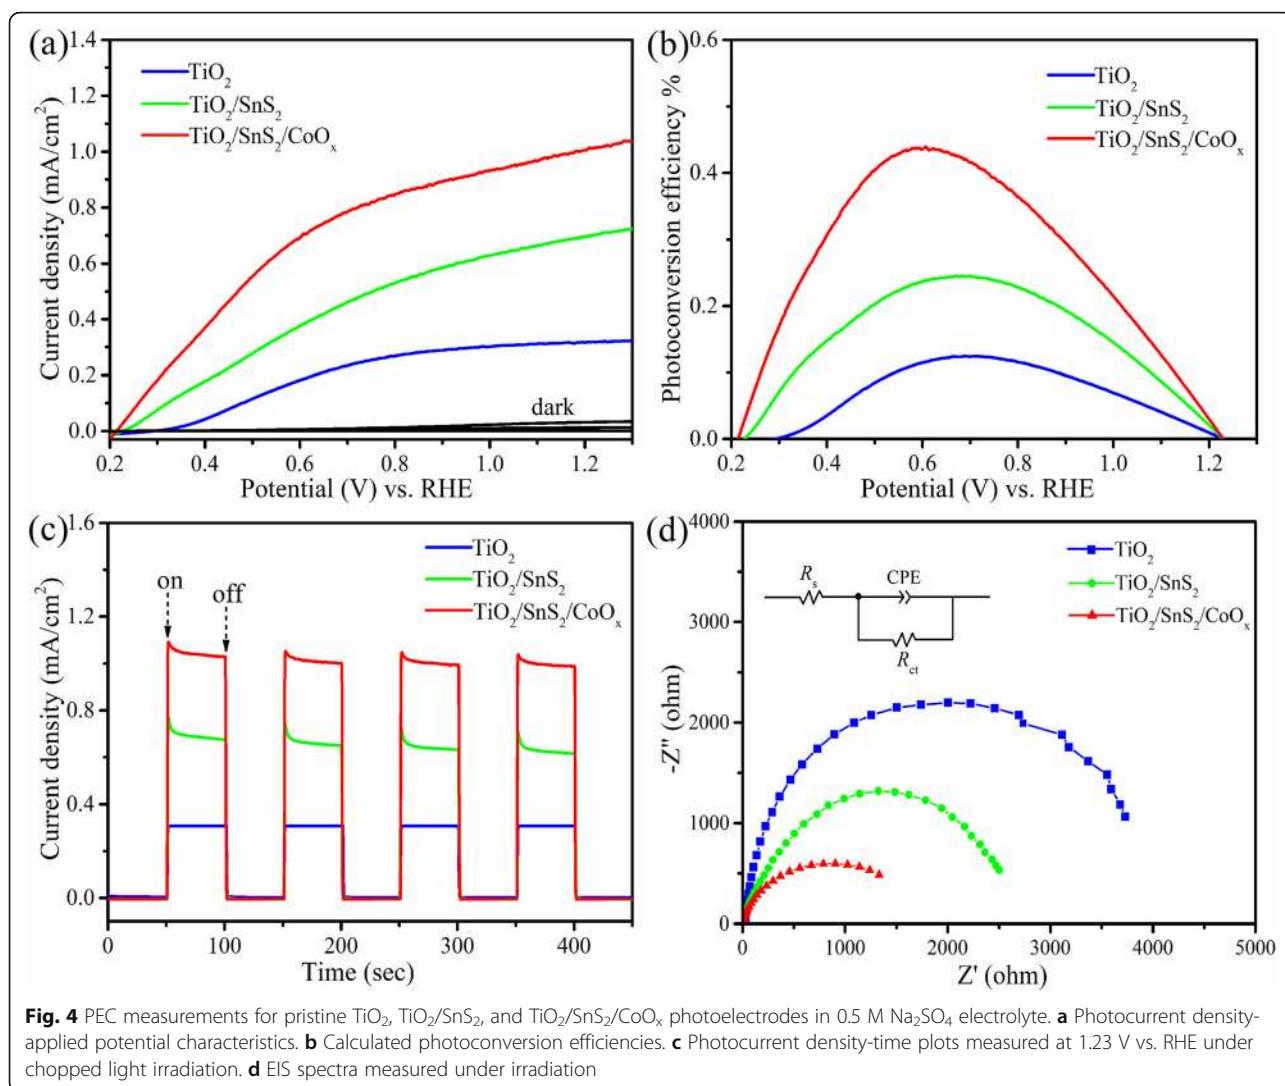 (a)
1.4
1.2
1.0
0.8
0.6
0.4
0.2
0.0
Current density (mA/cm²)
TiO₂
TiO₂/SnS₂
TiO₂/SnS₂/CoOₓ
dark
0.2 0.4 0.6 0.8 1.0 1.2
Potential (V) vs. RHE
(b)
0.6
0.4
0.2
0.0
Photoconversion efficiency %
TiO₂
TiO₂/SnS₂
TiO₂/SnS₂/CoOₓ
0.2 0.4 0.6 0.8 1.0 1.2
Potential (V) vs. RHE
(c)
1.6
1.2
0.8
0.4
0.0
Current density (mA/cm²)
TiO₂
TiO₂/SnS₂
TiO₂/SnS₂/CoOₓ
on
off
0 100 200 300 400
Time (sec)
(d)
4000
3000
2000
1000
0
-Z'' (ohm)
TiO₂
TiO₂/SnS₂
TiO₂/SnS₂/CoOₓ
Rₛ
CPE
R_ct
0 1000 2000 3000 4000 5000
Z' (ohm)
Fig. 4 PEC measurements for pristine TiO₂, TiO₂/SnS₂, and TiO₂/SnS₂/CoOₓ photoelectrodes in 0.5 M Na₂SO₄ electrolyte. a Photocurrent density-
applied potential characteristics. b Calculated photoconversion efficiencies. c Photocurrent density-time plots measured at 1.23 V vs. RHE under
chopped light irradiation. d EIS spectra measured under irradiation